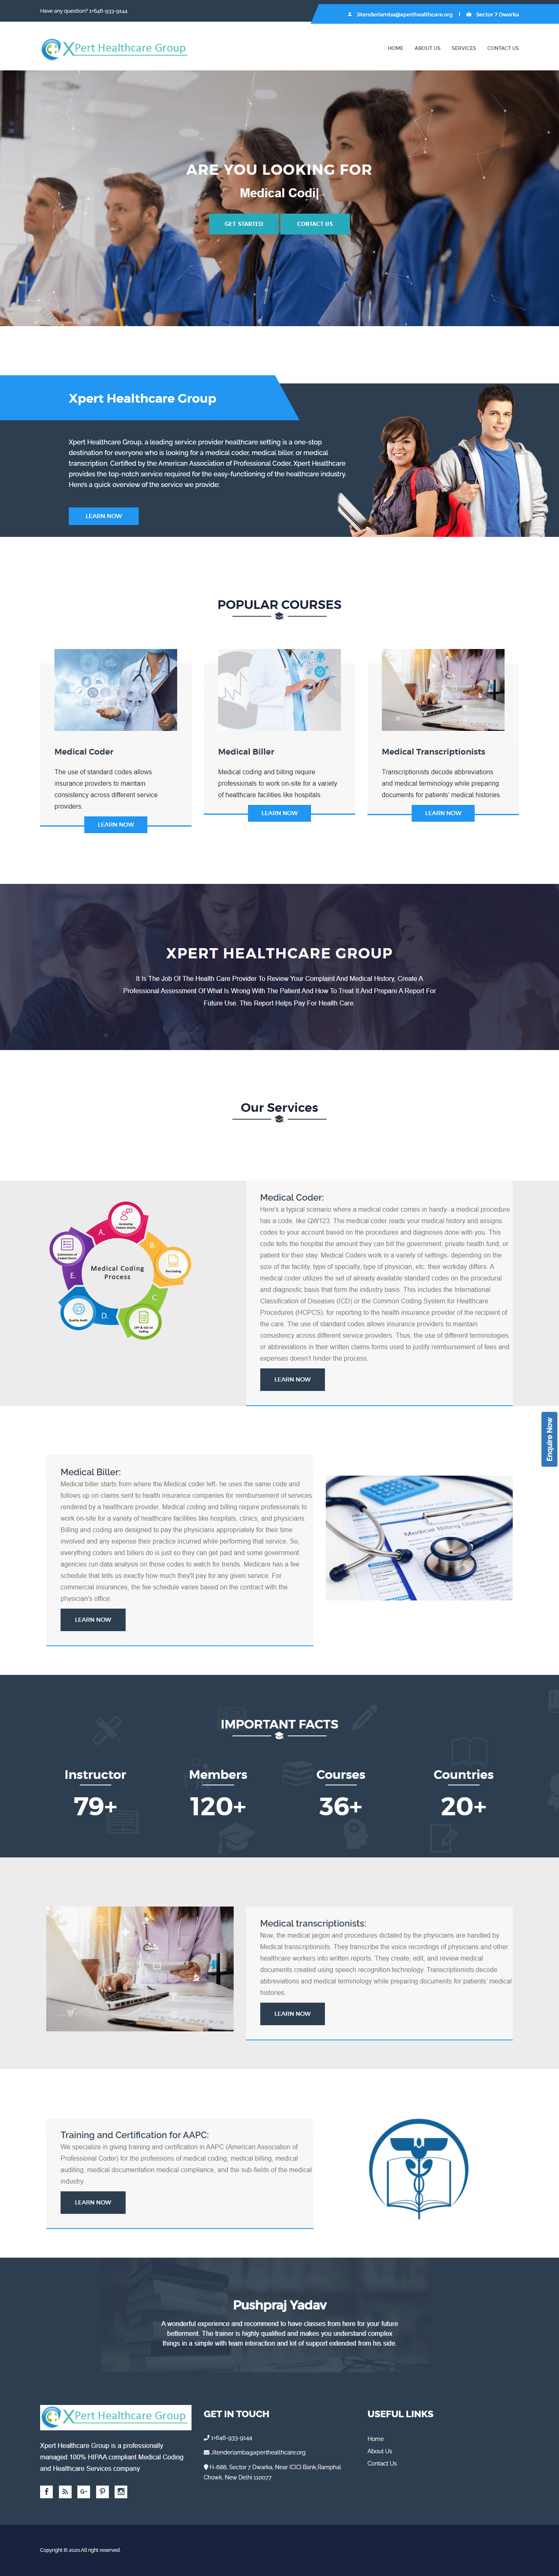 Have any question? 1+646-933-9144
Jitenderlamba@xperthealthcare.org
Sector 7 Dwarka
XPert Healthcare Group
HOME ABOUT US SERVICES CONTACT US
ARE YOU LOOKING FOR
Medical Codi|
GET STARTED CONTACT US
Xpert Healthcare Group
Xpert Healthcare Group, a leading service provider healthcare setting is a one-stop
destination for everyone who is looking for a medical coder, medical biller, or medical
transcription. Certified by the American Association of Professional Coder, Xpert Healthcare
provides the top-notch service required for the easy-functioning of the healthcare industry.
Here's a quick overview of the service we provide:
LEARN NOW
POPULAR COURSES
Medical Coder
The use of standard codes allows
insurance providers to maintain
consistency across different service
providers.
LEARN NOW
Medical Biller
Medical coding and billing require
professionals to work on-site for a variety
of healthcare facilities like hospitals.
LEARN NOW
Medical Transcriptionists
Transcriptionists decode abbreviations
and medical terminology while preparing
documents for patients' medical histories.
LEARN NOW
XPERT HEALTHCARE GROUP
It Is The Job Of The Health Care Provider To Review Your Complaint And Medical History, Create A
Professional Assessment Of What Is Wrong With The Patient And How To Treat It And Prepare A Report For
Future Use. This Report Helps Pay For Health Care.
Our Services
A.
B.
C.
D.
E.
Medical Coding
Process
Pre Coding
Quality Audit
Medical Coder:
Here's a typical scenario where a medical coder comes in handy- a medical procedure
has a code, like QW123. The medical coder reads your medical history and assigns
codes to your account based on the procedures and diagnoses done with you. This
code tells the hospital the amount they can bill the government, private health fund, or
patient for their stay. Medical Coders work in a variety of settings- depending on the
size of the facility, type of specialty, type of physician, etc. their workday differs. A
medical coder utilizes the set of already available standard codes on the procedural
and diagnostic basis that form the industry basis. This includes the International
Classification of Diseases (ICD) or the Common Coding System for Healthcare
Procedures (HCPCS), for reporting to the health insurance provider of the recipient of
the care. The use of standard codes allows insurance providers to maintain
consistency across different service providers. Thus, the use of different terminologies
or abbreviations in their written claims forms used to justify reimbursement of fees and
expenses doesn't hinder the process.
LEARN NOW
Enquire Now
Medical Biller:
Medical biller starts from where the Medical coder left- he uses the same code and
follows up on claims sent to health insurance companies for reimbursement of services
rendered by a healthcare provider. Medical coding and billing require professionals to
work on-site for a variety of healthcare facilities like hospitals, clinics, and physicians.
Billing and coding are designed to pay the physicians appropriately for their time
involved and any expense their practice incurred while performing that service. So,
everything coders and billers do is just so they can get paid and some government
agencies run data analysis on those codes to watch for trends. Medicare has a fee
schedule that tells us exactly how much they'll pay for any given service. For
commercial insurances, the fee schedule varies based on the contract with the
physician's office.
LEARN NOW
Medical Billing Statement
IMPORTANT FACTS
Instructor Members Courses Countries
79+ 120+ 36+ 20+
Medical transcriptionists:
Now, the medical jargon and procedures dictated by the physicians are handled by
Medical transcriptionists. They transcribe the voice recordings of physicians and other
healthcare workers into written reports. They create, edit, and review medical
documents created using speech recognition technology. Transcriptionists decode
abbreviations and medical terminology while preparing documents for patients' medical
histories.
LEARN NOW
Training and Certification for AAPC:
We specialize in giving training and certification in AAPC (American Association of
Professional Coder) for the professions of medical coding, medical billing, medical
auditing, medical documentation medical compliance, and the sub-fields of the medical
industry.
LEARN NOW
Pushpraj Yadav
A wonderful experience and recommend to have classes from here for your future
betterment. The trainer is highly qualified and makes you understand complex
things in a simple with team interaction and lot of support extended from his side.
XPert Healthcare Group
Xpert Healthcare Group is a professionally
managed 100% HIPAA compliant Medical Coding
and Healthcare Services company
GET IN TOUCH
1+646-933-9144
Jitenderlamba@xperthealthcare.org
H-688, Sector 7 Dwarka, Near ICICI Bank,Ramphal
Chowk, New Delhi 110077
USEFUL LINKS
Home
About Us
Contact Us
Copyright © 2020.All right reserved.